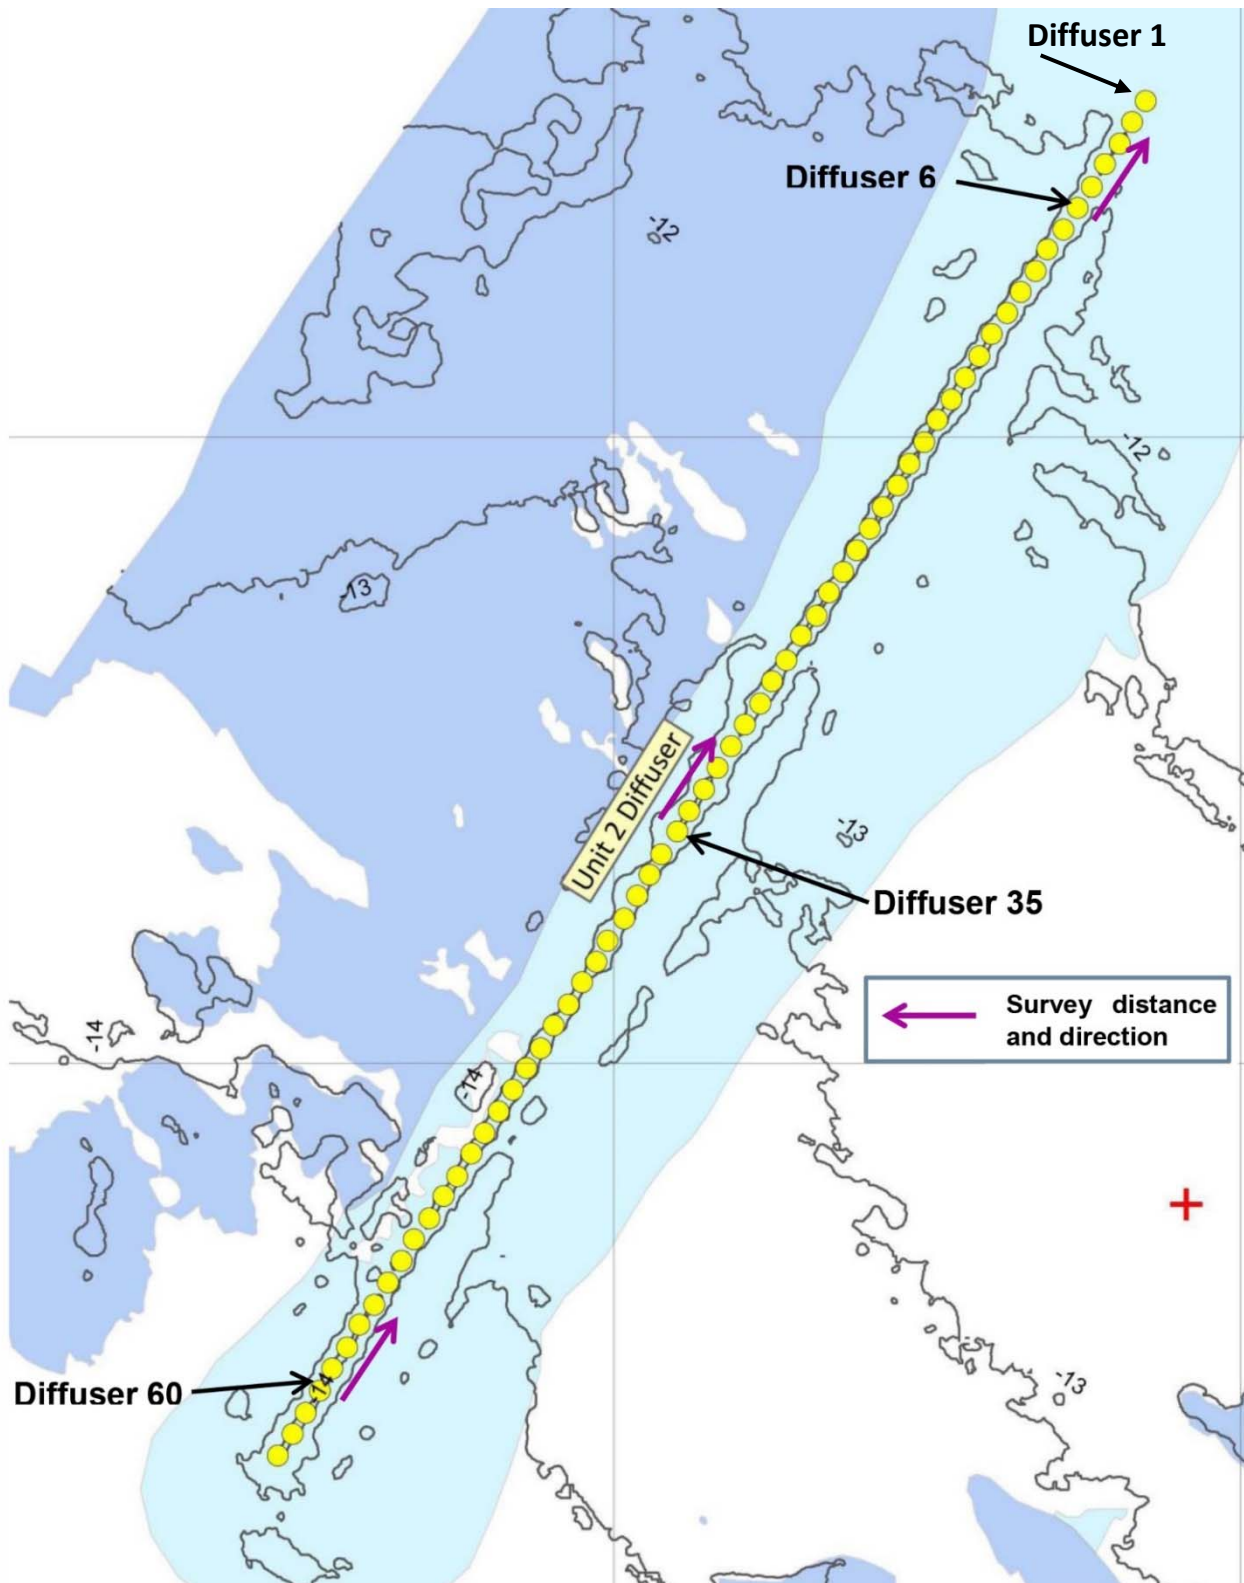 Diffuser 1
Diffuser 6
-12
-12
-13
Unit 2 Diffuser
-13
Diffuser 35
Survey distance
and direction
-14
-14
Diffuser 60
-14
-13